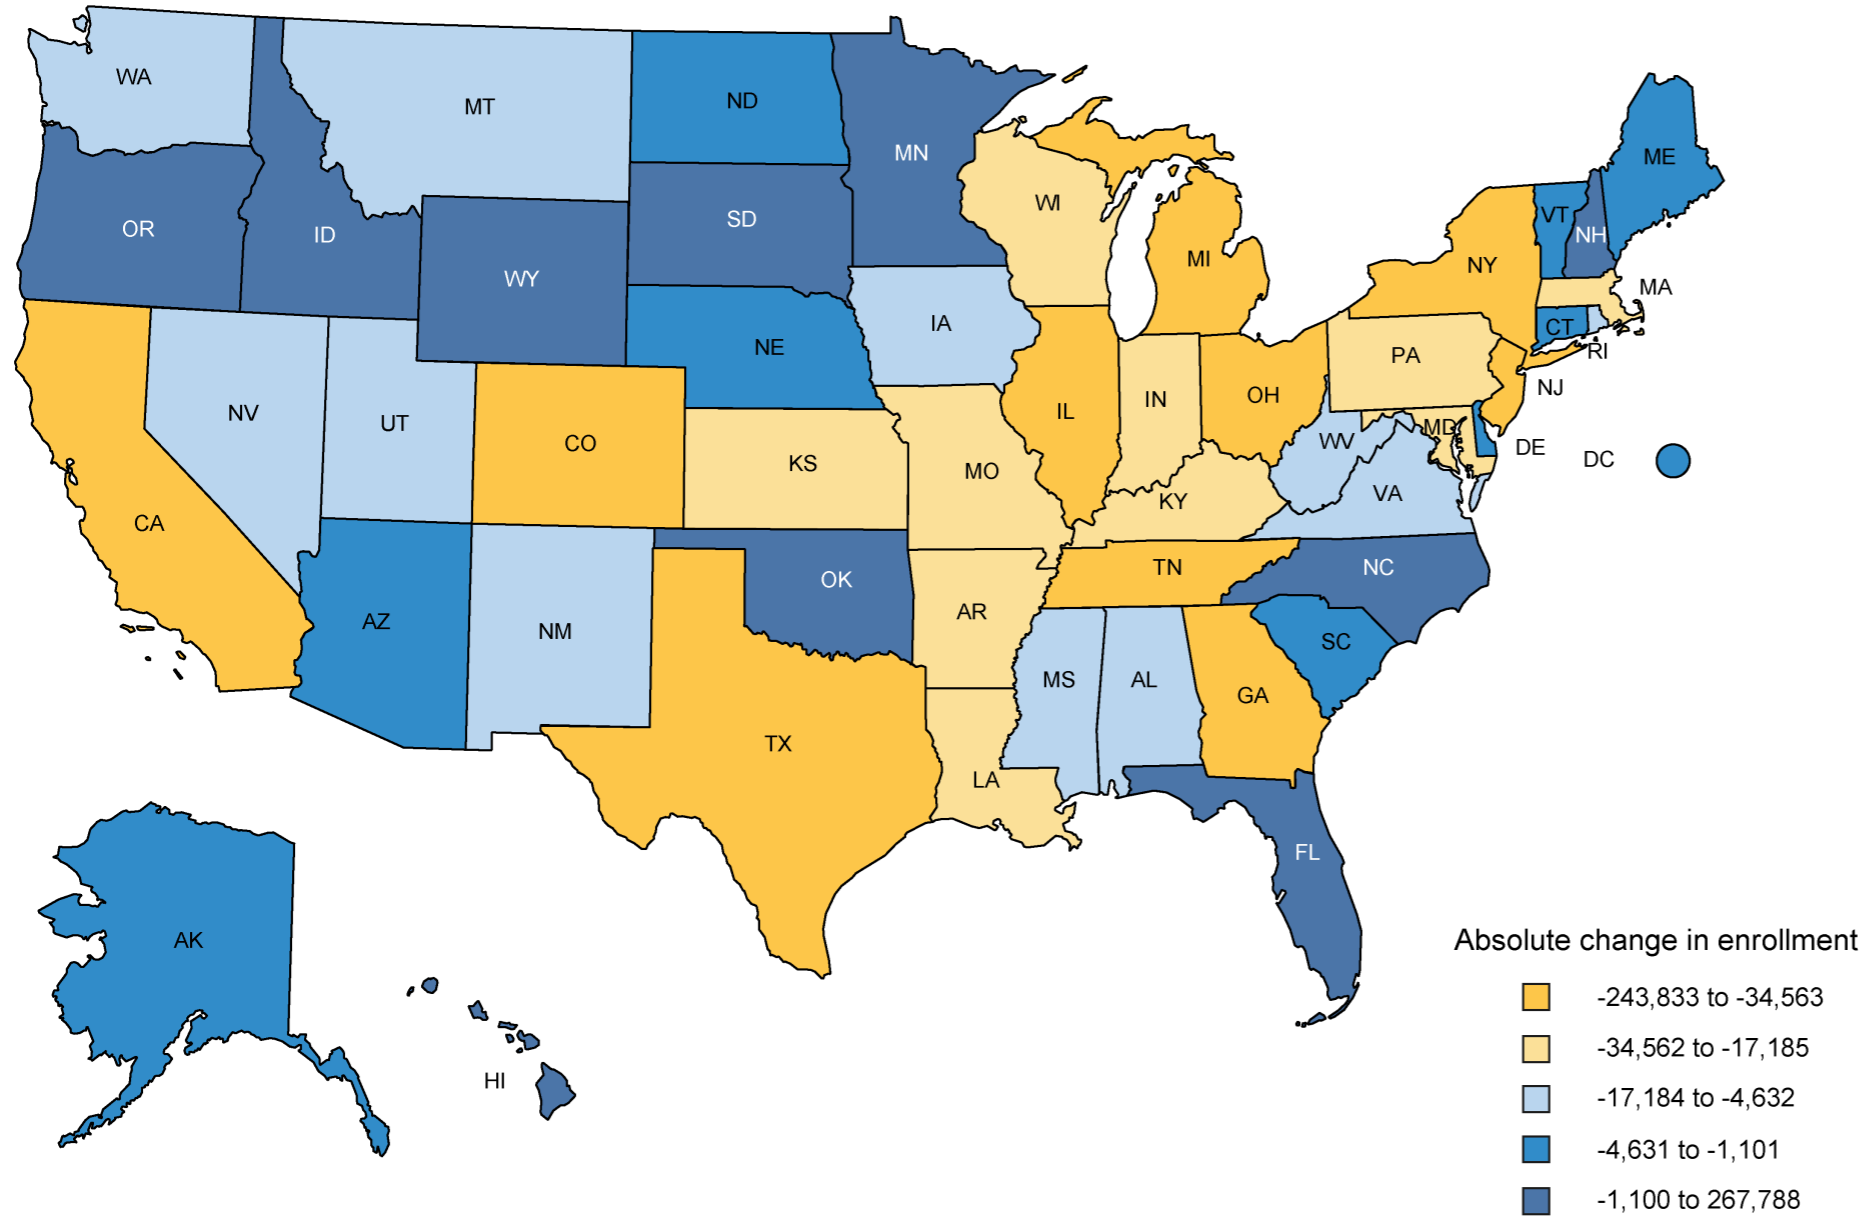 WA
MT
ND
MN
ME
OR
ID
SD
WI
VT
NH
WY
MI
NY
MA
IA
NE
CT
RI
PA
NJ
NV
UT
CO
KS
MO
IL
IN
OH
WV
MD
DE
DC
VA
KY
CA
AZ
NM
OK
AR
TN
NC
SC
MS
AL
GA
TX
LA
FL
AK
HI
Absolute change in enrollment
-243,833 to -34,563
-34,562 to -17,185
-17,184 to -4,632
-4,631 to -1,101
-1,100 to 267,788